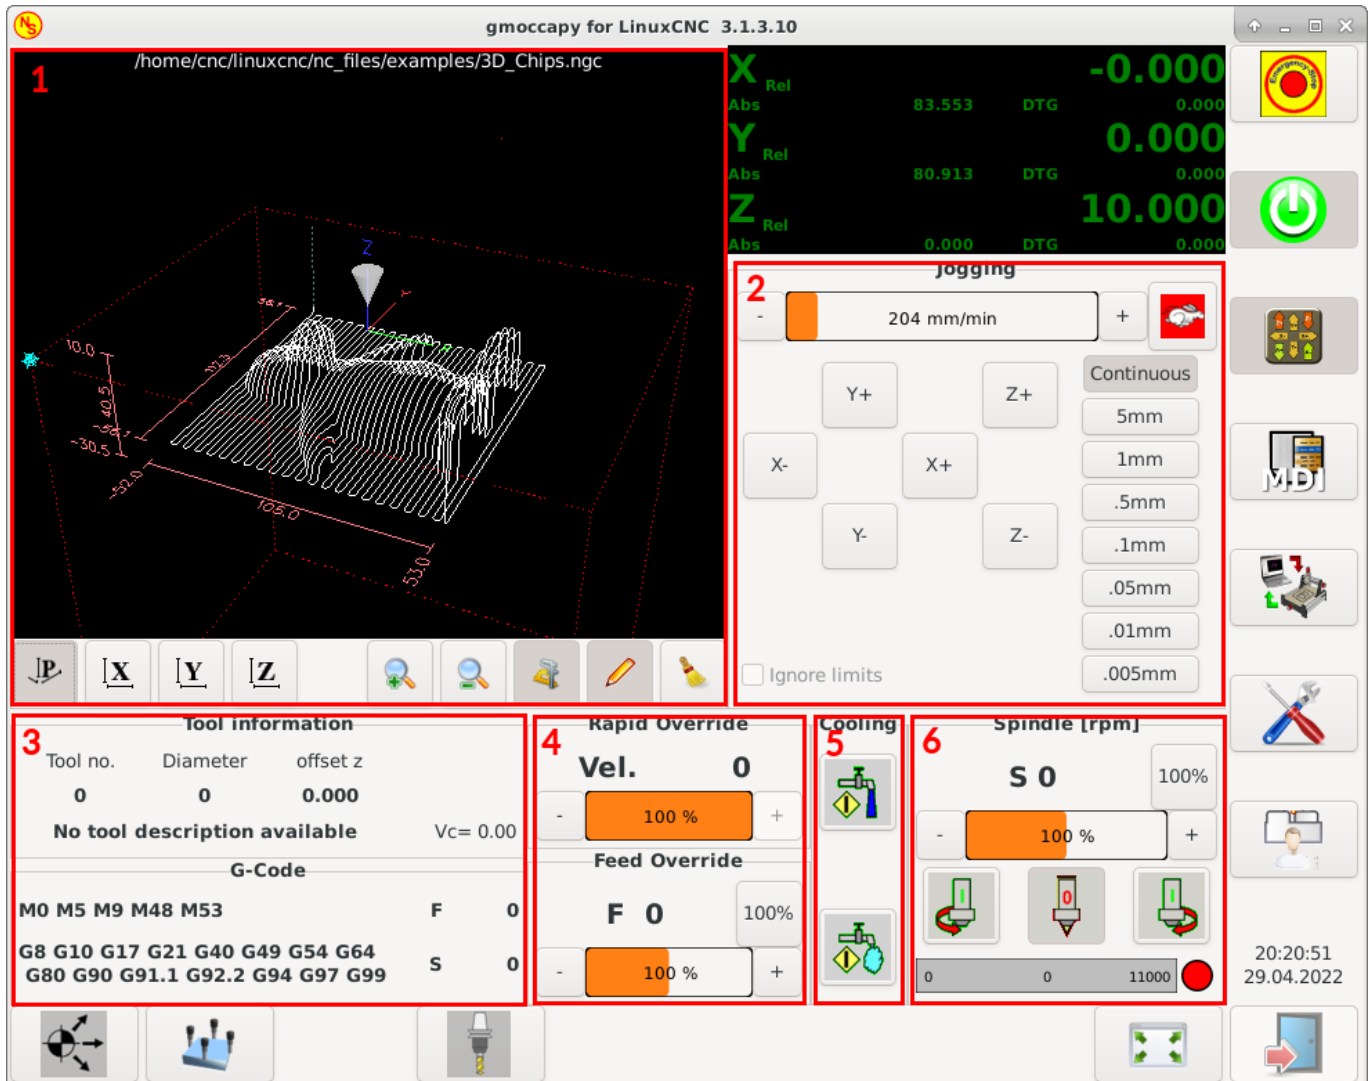 gmoccapy for LinuxCNC 3.1.3.10
1
/home/cnc/linuxcnc/nc_files/examples/3D_Chips.ngc
Z
10.0
40.5
-30.5
-52.0
105.0
53.0
P
X
Y
Z
X Rel -0.000
Abs 83.553 DTG 0.000
Y Rel 0.000
Abs 80.913 DTG 0.000
Z Rel 10.000
Abs 0.000 DTG 0.000
2
Jogging
- 204 mm/min +
Y+ Z+
X- X+
Y- Z-
Continuous
5mm
1mm
.5mm
.1mm
.05mm
.01mm
.005mm
Ignore limits
3
Tool information
Tool no. Diameter offset z
0 0 0.000
No tool description available Vc= 0.00
G-Code
M0 M5 M9 M48 M53 F 0
G8 G10 G17 G21 G40 G49 G54 G64
G80 G90 G91.1 G92.2 G94 G97 G99
S 0
4
Rapid Override
Vel. 0
- 100 % +
Feed Override
F 0 100%
- 100 % +
5
Cooling
6
Spindle [rpm]
S 0 100%
- 100 % +
I 0 I
0 0 11000
Emergency-Stop
MDI
20:20:51
29.04.2022